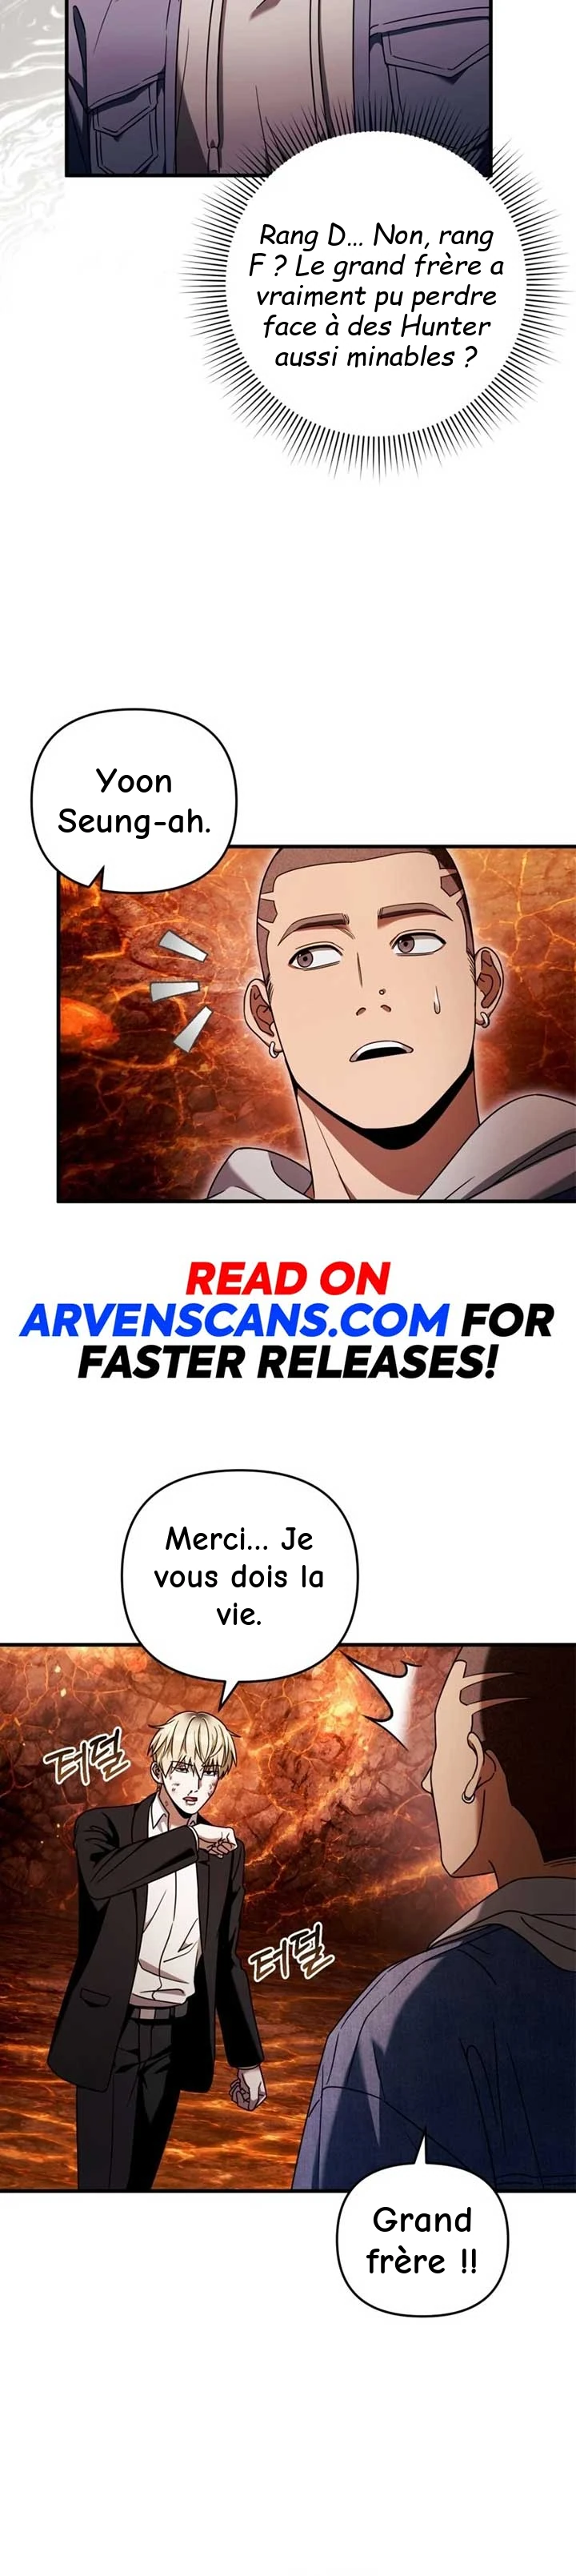 Rang D... Non, rang
F ? Le grand frère a
vraiment pu perdre
face à des Hunter
aussi minables ?
Yoon
Seung-ah.
READ ON
ARVENSCANS.COM FOR
FASTER RELEASES!
Merci... Je
vous dois la
vie.
터덜
터덜
Grand
frère !!